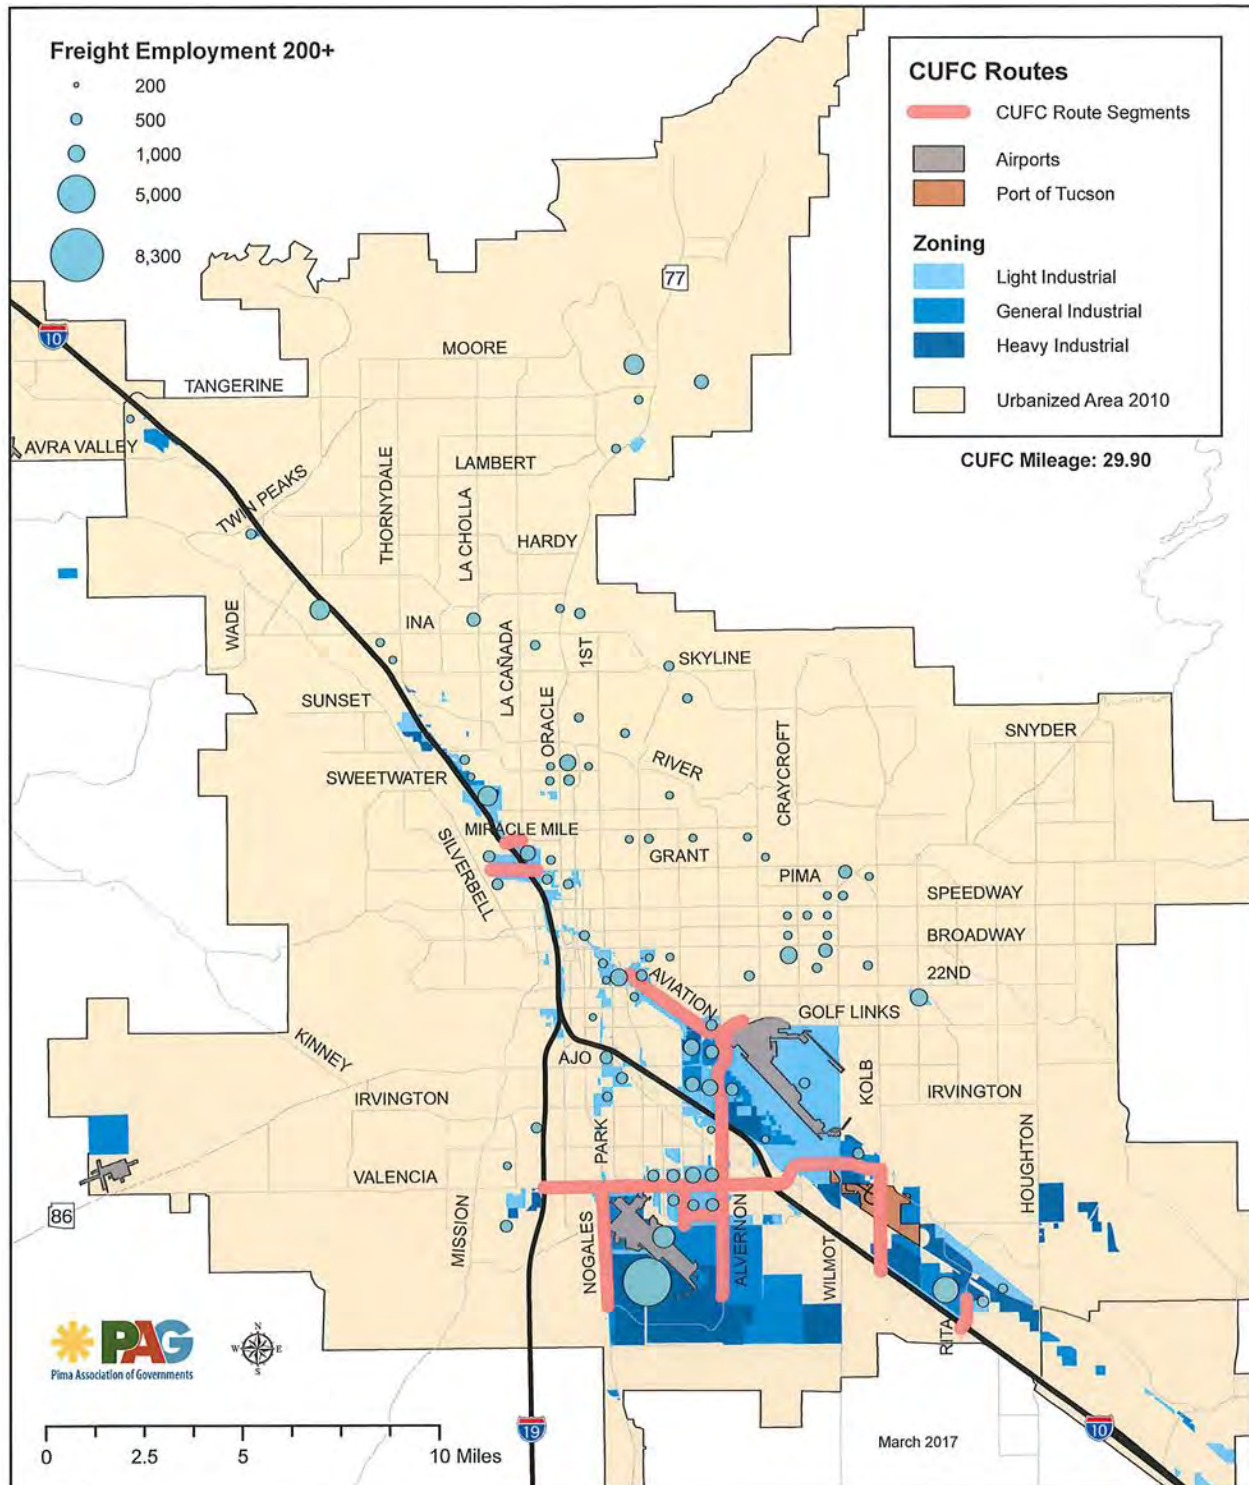 Freight Employment 200+
200
500
1,000
5,000
8,300
CUFC Routes
CUFC Route Segments
Airports
Port of Tucson
Zoning
Light Industrial
General Industrial
Heavy Industrial
Urbanized Area 2010
CUFC Mileage: 29.90
77
10
MOORE
TANGERINE
AVRA VALLEY
LAMBERT
TWIN PEAKS
THORNYDALE
LA CHOLLA
HARDY
WADE
INA
LA CAÑADA
1ST
SKYLINE
SUNSET
ORACLE
SNYDER
RIVER
CRAYCROFT
SWEETWATER
MIRACLE MILE
SILVERBELL
GRANT
PIMA
SPEEDWAY
BROADWAY
22ND
AVIATION
GOLF LINKS
KINNEY
AJO
KOLB
IRVINGTON
IRVINGTON
PARK
HOUGHTON
VALENCIA
86
MISSION
NOGALES
ALVERNON
WILMOT
RITA
PAG
Pima Association of Governments
N
W E
S
0 2.5 5 10 Miles
19
10
March 2017